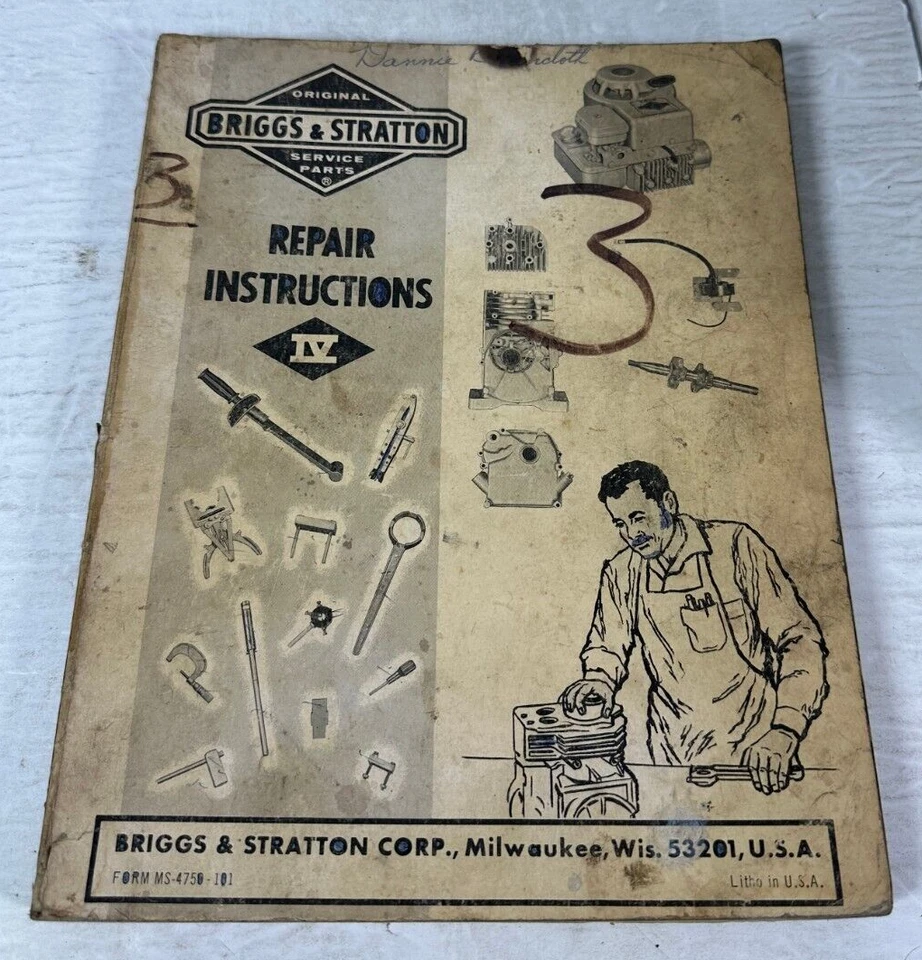 Dannie
ORIGINAL
BRIGGS & STRATTON
SERVICE
PARTS
®
3
3
REPAIR
INSTRUCTIONS
IV
BRIGGS & STRATTON CORP., Milwaukee, Wis. 53201, U.S.A.
FORM MS-4750-101
Litho in U.S.A.